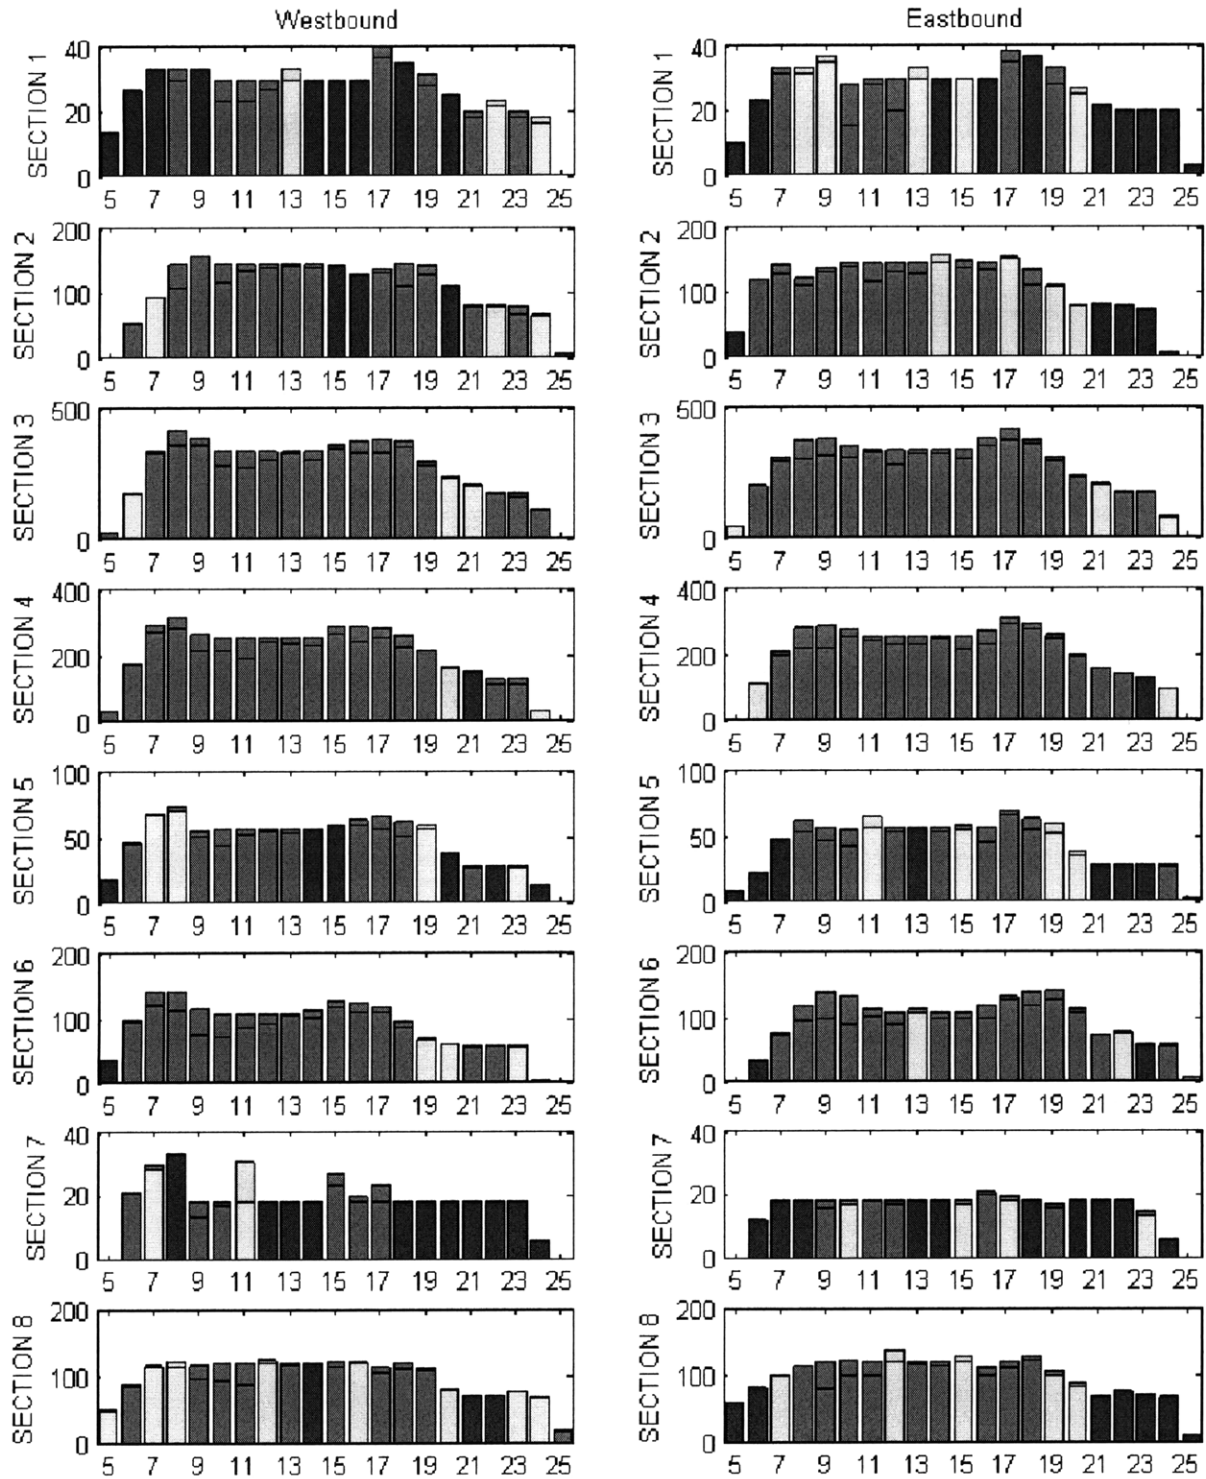 Westbound Eastbound
SECTION 1 40 20 0 SECTION 1 40 20 0
5 7 9 11 13 15 17 19 21 23 25 5 7 9 11 13 15 17 19 21 23 25
SECTION 2 200 100 0 SECTION 2 200 100 0
5 7 9 11 13 15 17 19 21 23 25 5 7 9 11 13 15 17 19 21 23 25
SECTION 3 500 0 SECTION 3 500 0
5 7 9 11 13 15 17 19 21 23 25 5 7 9 11 13 15 17 19 21 23 25
SECTION 4 400 200 0 SECTION 4 400 200 0
5 7 9 11 13 15 17 19 21 23 25 5 7 9 11 13 15 17 19 21 23 25
SECTION 5 100 50 0 SECTION 5 100 50 0
5 7 9 11 13 15 17 19 21 23 25 5 7 9 11 13 15 17 19 21 23 25
SECTION 6 200 100 0 SECTION 6 200 100 0
5 7 9 11 13 15 17 19 21 23 25 5 7 9 11 13 15 17 19 21 23 25
SECTION 7 40 20 0 SECTION 7 40 20 0
5 7 9 11 13 15 17 19 21 23 25 5 7 9 11 13 15 17 19 21 23 25
SECTION 8 200 100 0 SECTION 8 200 100 0
5 7 9 11 13 15 17 19 21 23 25 5 7 9 11 13 15 17 19 21 23 25